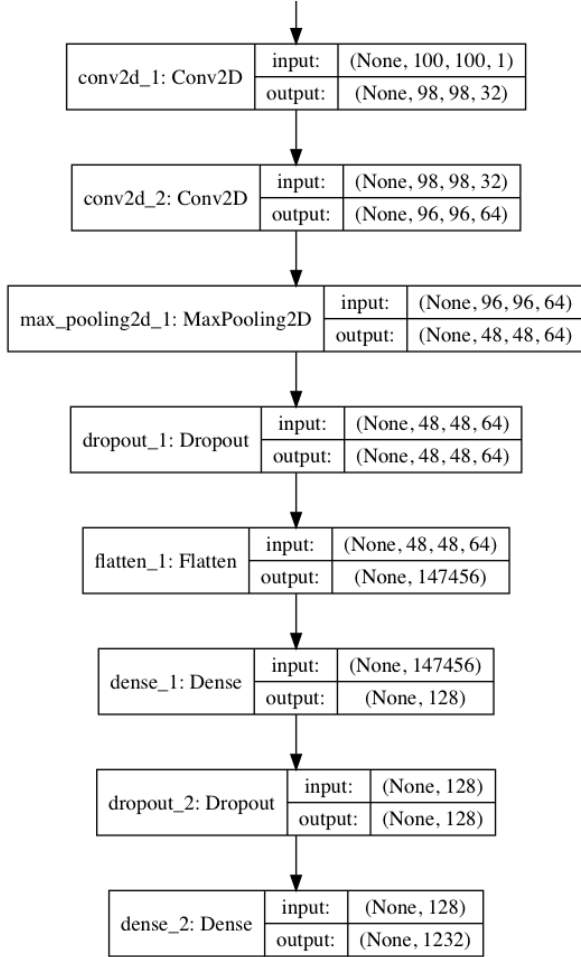 conv2d_1: Conv2D
input: (None, 100, 100, 1)
output: (None, 98, 98, 32)
conv2d_2: Conv2D
input: (None, 98, 98, 32)
output: (None, 96, 96, 64)
max_pooling2d_1: MaxPooling2D
input: (None, 96, 96, 64)
output: (None, 48, 48, 64)
dropout_1: Dropout
input: (None, 48, 48, 64)
output: (None, 48, 48, 64)
flatten_1: Flatten
input: (None, 48, 48, 64)
output: (None, 147456)
dense_1: Dense
input: (None, 147456)
output: (None, 128)
dropout_2: Dropout
input: (None, 128)
output: (None, 128)
dense_2: Dense
input: (None, 128)
output: (None, 1232)